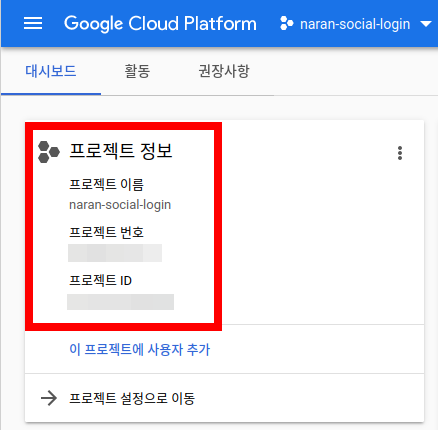 Google Cloud Platform
naran-social-login
대시보드
활동
권장사항
프로젝트 정보
프로젝트 이름
naran-social-login
프로젝트 번호
프로젝트 ID
이 프로젝트에 사용자 추가
프로젝트 설정으로 이동